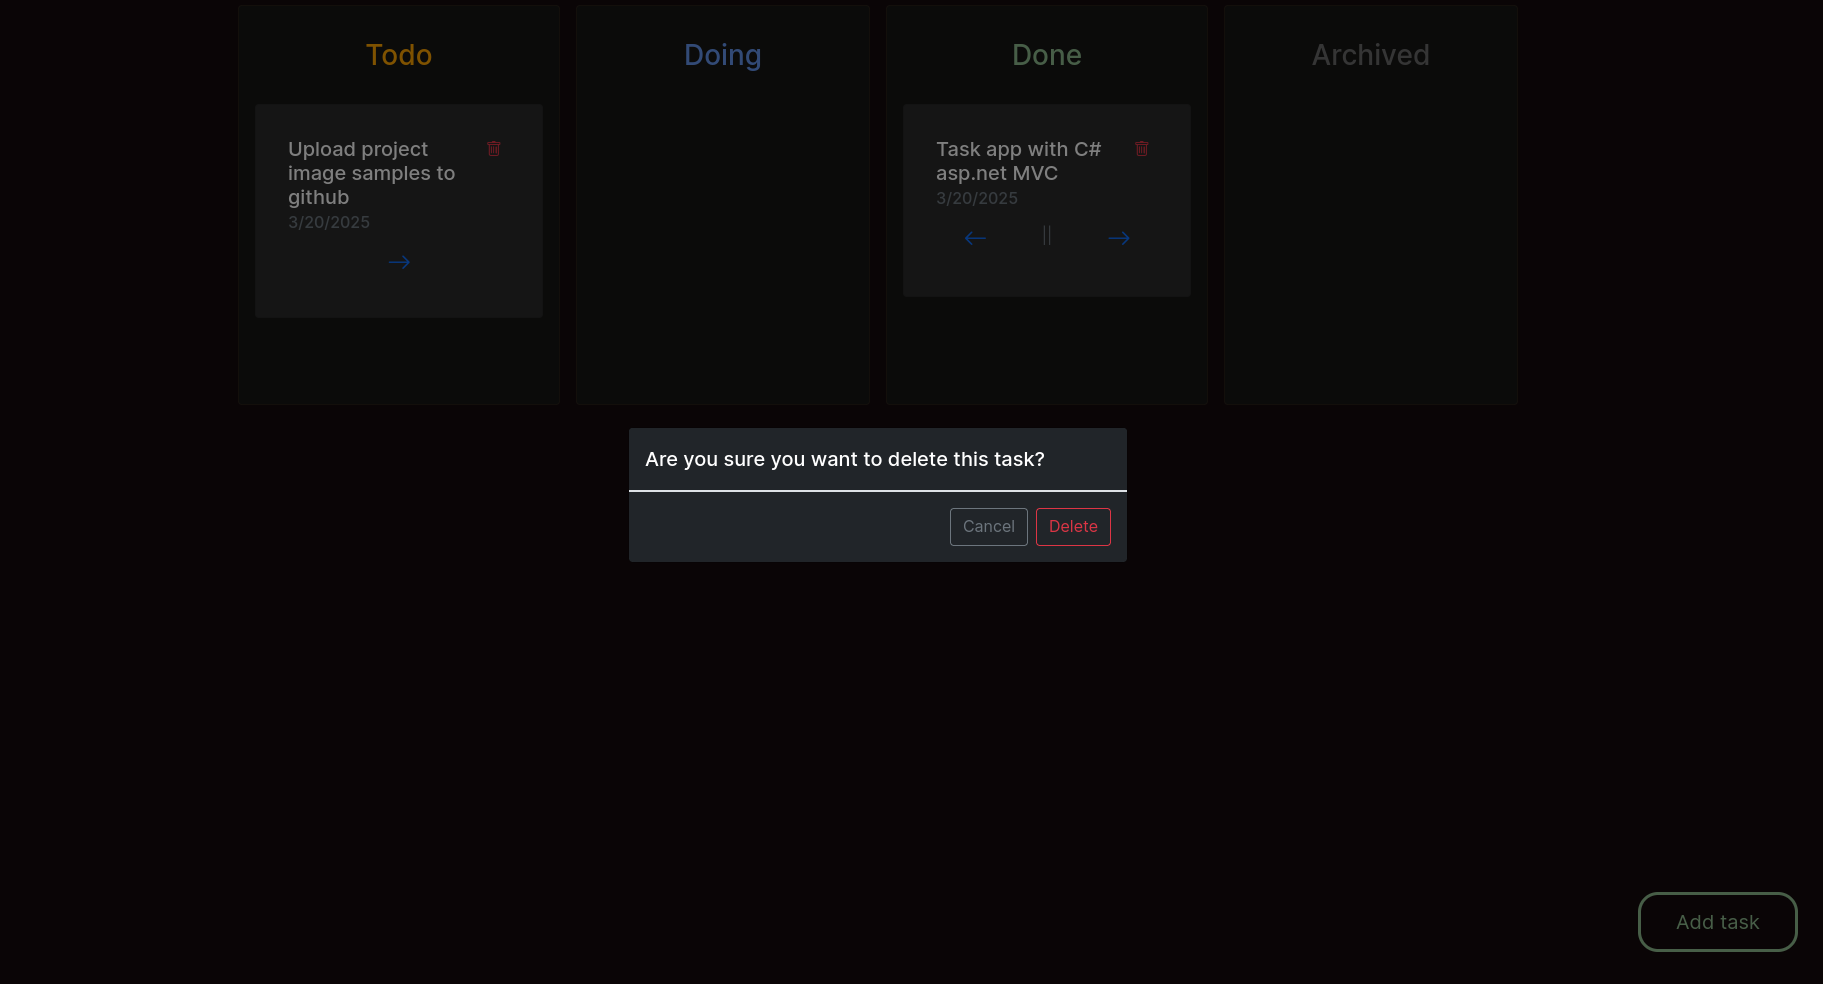 Todo
Doing
Done
Archived
Upload project
image samples to
github
3/20/2025
Task app with C#
asp.net MVC
3/20/2025
Are you sure you want to delete this task?
Cancel
Delete
Add task